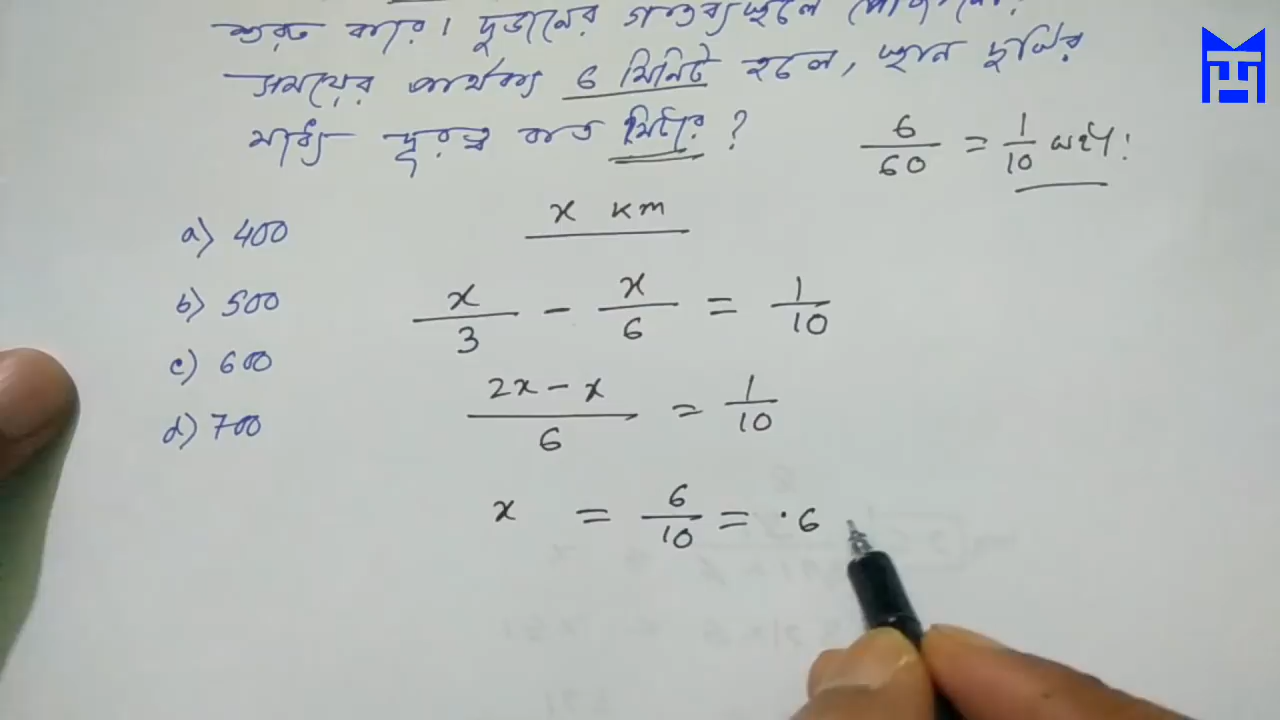 শুরু করে। দুজনের গন্তব্যস্থলে
সময়ের পার্থক্য 6 মিনিট হলে, স্থান দুটির
মধ্যে দূরত্ব কত মিটার ?
6/60 = 1/10 ঘণ্টা
x km
a) 400
b) 500
c) 600
d) 700
x/3 - x/6 = 1/10
2x - x/6 = 1/10
x = 6/10 = .6